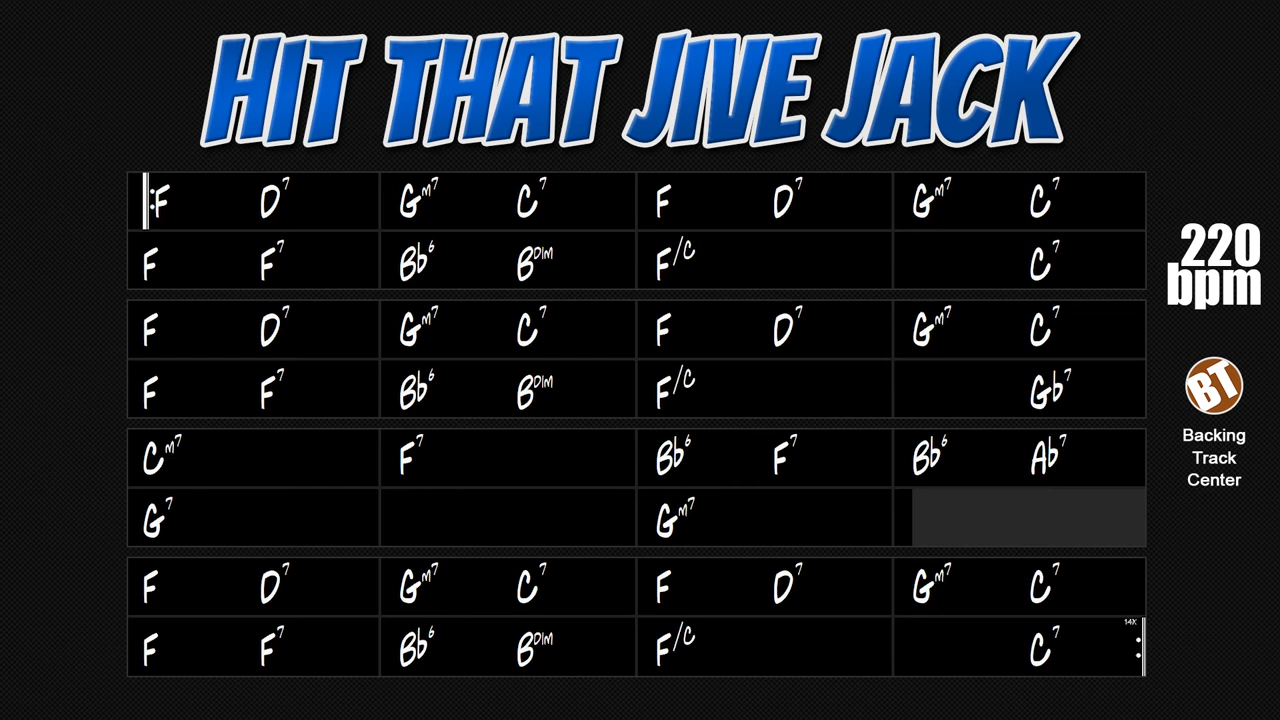 HIT THAT JIVE JACK
F D7 Gm7 C7 F D7 Gm7 C7
F F7 Bb6 BDIM F/C C7
F D7 Gm7 C7 F D7 Gm7 C7
F F7 Bb6 BDIM F/C Gb7
Cm7 F7 Bb6 F7 Bb6 Ab7
G7 Gm7
F D7 Gm7 C7 F D7 Gm7 C7
14X
F F7 Bb6 BDIM F/C C7
220
bpm
BT
Backing
Track
Center